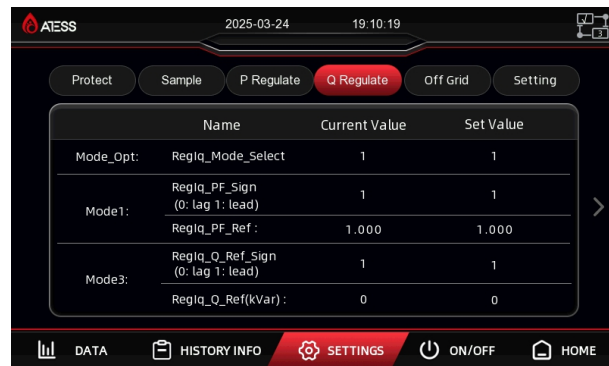 ATESS 2025-03-24 19:10:19
3
Protect Sample P Regulate Q Regulate Off Grid Setting
Name Current Value Set Value
Mode_Opt: RegIq_Mode_Select 1 1
Mode1: RegIq_PF_Sign 1 1
(0: lag 1: lead)
RegIq_PF_Ref : 1.000 1.000
Mode3: RegIq_Q_Ref_Sign 1 1
(0: lag 1: lead)
RegIq_Q_Ref(kVar) : 0 0
DATA HISTORY INFO SETTINGS ON/OFF HOME